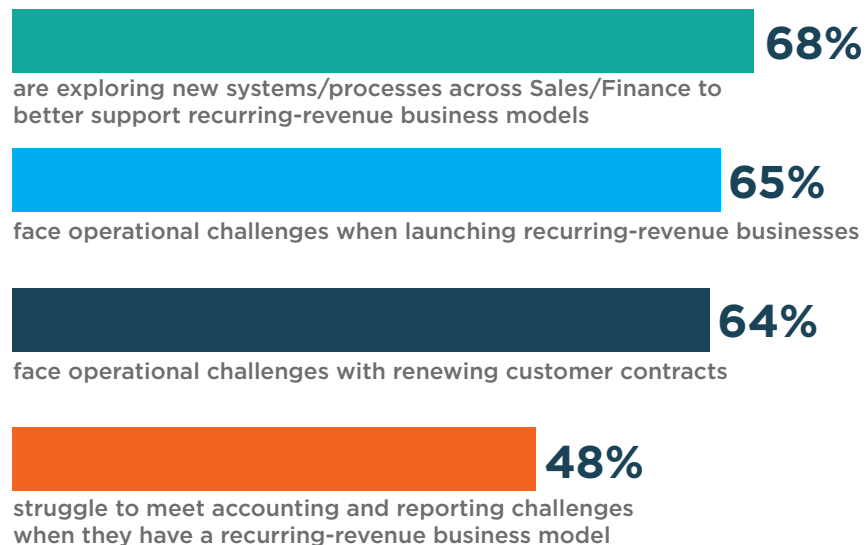 68%
are exploring new systems/processes across Sales/Finance to
better support recurring-revenue business models
65%
face operational challenges when launching recurring-revenue businesses
64%
face operational challenges with renewing customer contracts
48%
struggle to meet accounting and reporting challenges
when they have a recurring-revenue business model